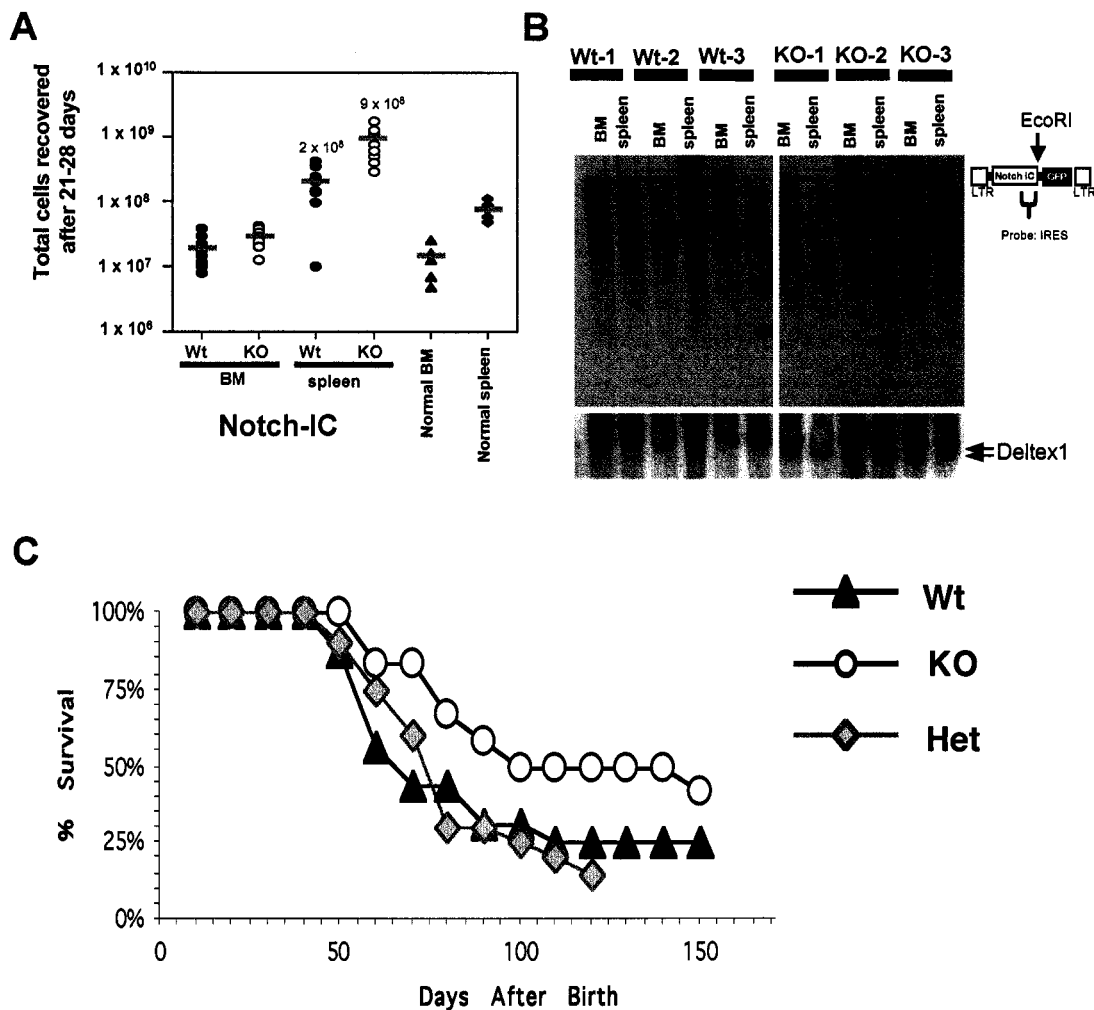 A
Total cells recovered
after 21-28 days
1 x 10^10
1 x 10^9
1 x 10^8
1 x 10^7
1 x 10^6
2 x 10^8
9 x 10^8
Wt KO Wt KO
BM spleen
Normal BM
Normal spleen
Notch-IC
B
Wt-1 Wt-2 Wt-3 KO-1 KO-2 KO-3
BM spleen BM spleen BM spleen BM spleen BM spleen BM spleen
EcoRI
Notch IC GFP
LTR LTR
Probe: IRES
Deltex1
C
% Survival
100%
75%
50%
25%
0%
0 50 100 150
Days After Birth
Wt
KO
Het